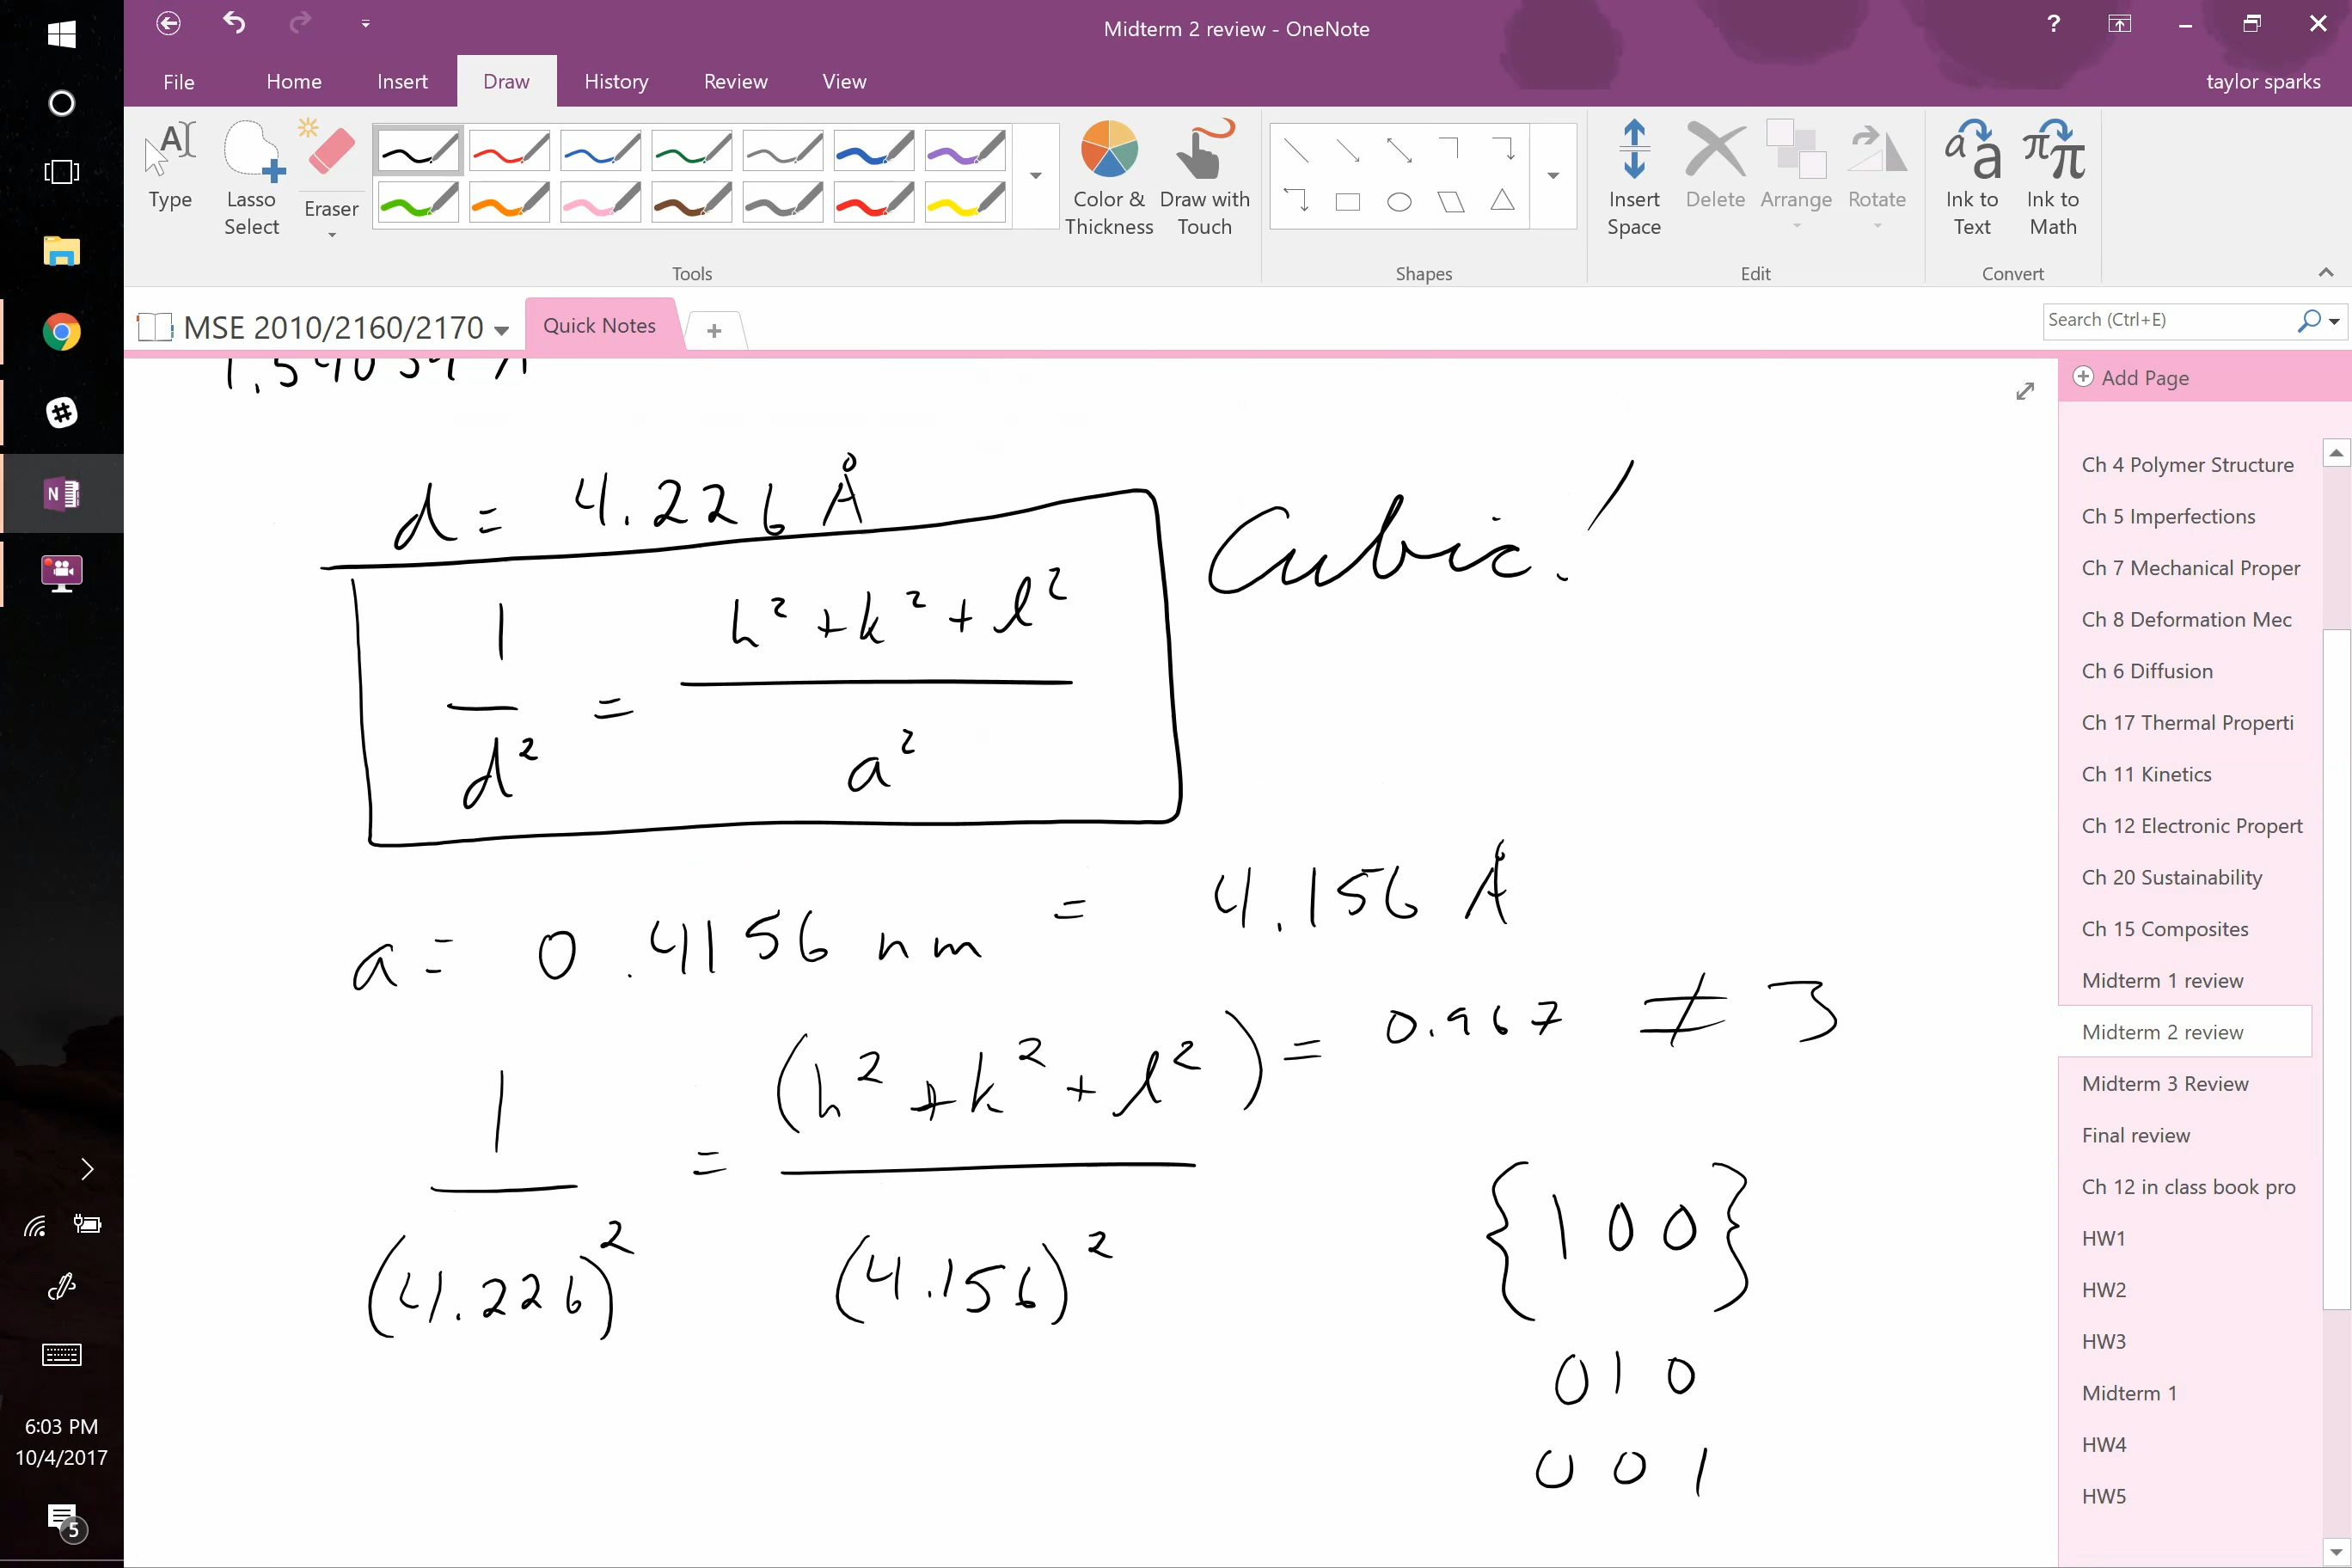 Midterm 2 review - OneNote
?
File Home Insert Draw History Review View
taylor sparks
Type
Lasso Select
Eraser
Color & Thickness
Draw with Touch
Insert Space
Delete
Arrange
Rotate
Ink to Text
Ink to Math
Tools
Shapes
Edit
Convert
MSE 2010/2160/2170
Quick Notes
+
Search (Ctrl+E)
d = 4.226 Å
Cubic!
1/d² = (h² + k² + l²)/a²
a = 0.4156 nm = 4.156 Å
1/(4.226)² = (h² + k² + l²)/(4.156)² = 0.967 ≠ 3
{100}
010
001
Add Page
Ch 4 Polymer Structure
Ch 5 Imperfections
Ch 7 Mechanical Proper
Ch 8 Deformation Mec
Ch 6 Diffusion
Ch 17 Thermal Properti
Ch 11 Kinetics
Ch 12 Electronic Propert
Ch 20 Sustainability
Ch 15 Composites
Midterm 1 review
Midterm 2 review
Midterm 3 Review
Final review
Ch 12 in class book pro
HW1
HW2
HW3
Midterm 1
HW4
HW5
6:03 PM
10/4/2017
5